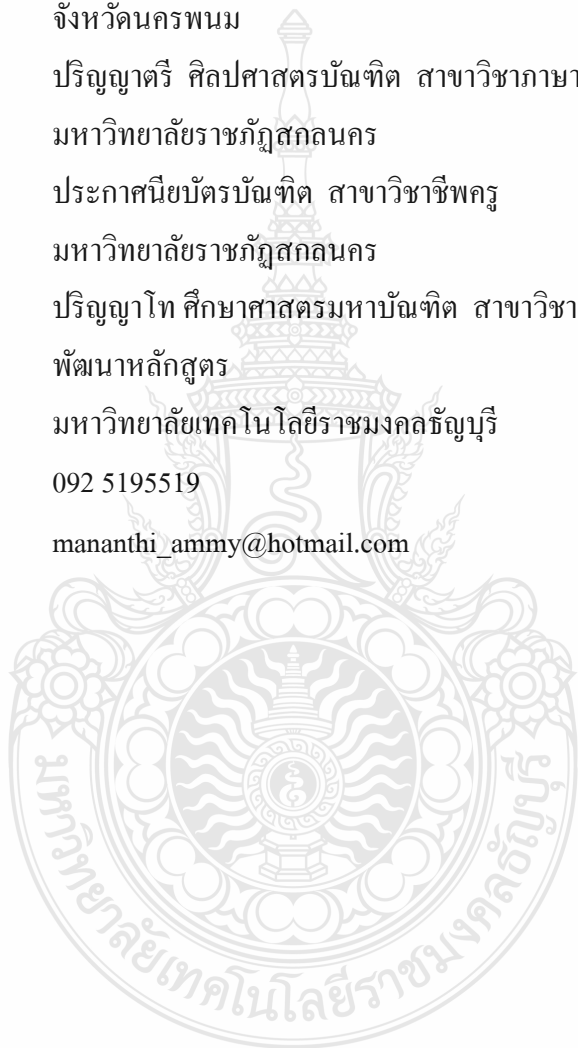 จังหวัดนครพนม
ปริญญาตรี ศิลปศาสตรบัณฑิต สาขาวิชาภาษา
มหาวิทยาลัยราชภัฏสกลนคร
ประกาศนียบัตรบัณฑิต สาขาวิชาชีพครู
มหาวิทยาลัยราชภัฏสกลนคร
ปริญญาโท ศึกษาศาสตรมหาบัณฑิต สาขาวิชา
พัฒนาหลักสูตร
มหาวิทยาลัยเทคโนโลยีราชมงคลธัญบุรี
092 5195519
mananthi_ammy@hotmail.com
มหาวิทยาลัยเทคโนโลยีราชมงคลธัญบุรี